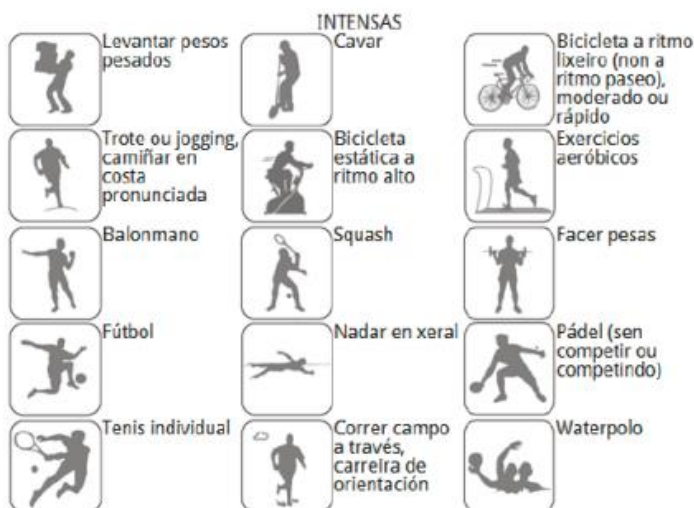 INTENSAS
Levantar pesos
pesados
Cavar
Bicicleta a ritmo
lixeiro (non a
ritmo paseo),
moderado ou
rápido
Trote ou jogging,
camiñar en
costa
pronunciada
Bicicleta
estática a
ritmo alto
Exercicios
aeróbicos
Balonmano
Squash
Facer pesas
Fútbol
Nadar en xeral
Pádel (sen
competir ou
competindo)
Tenis individual
Correr campo
a través,
carreira de
orientación
Waterpolo